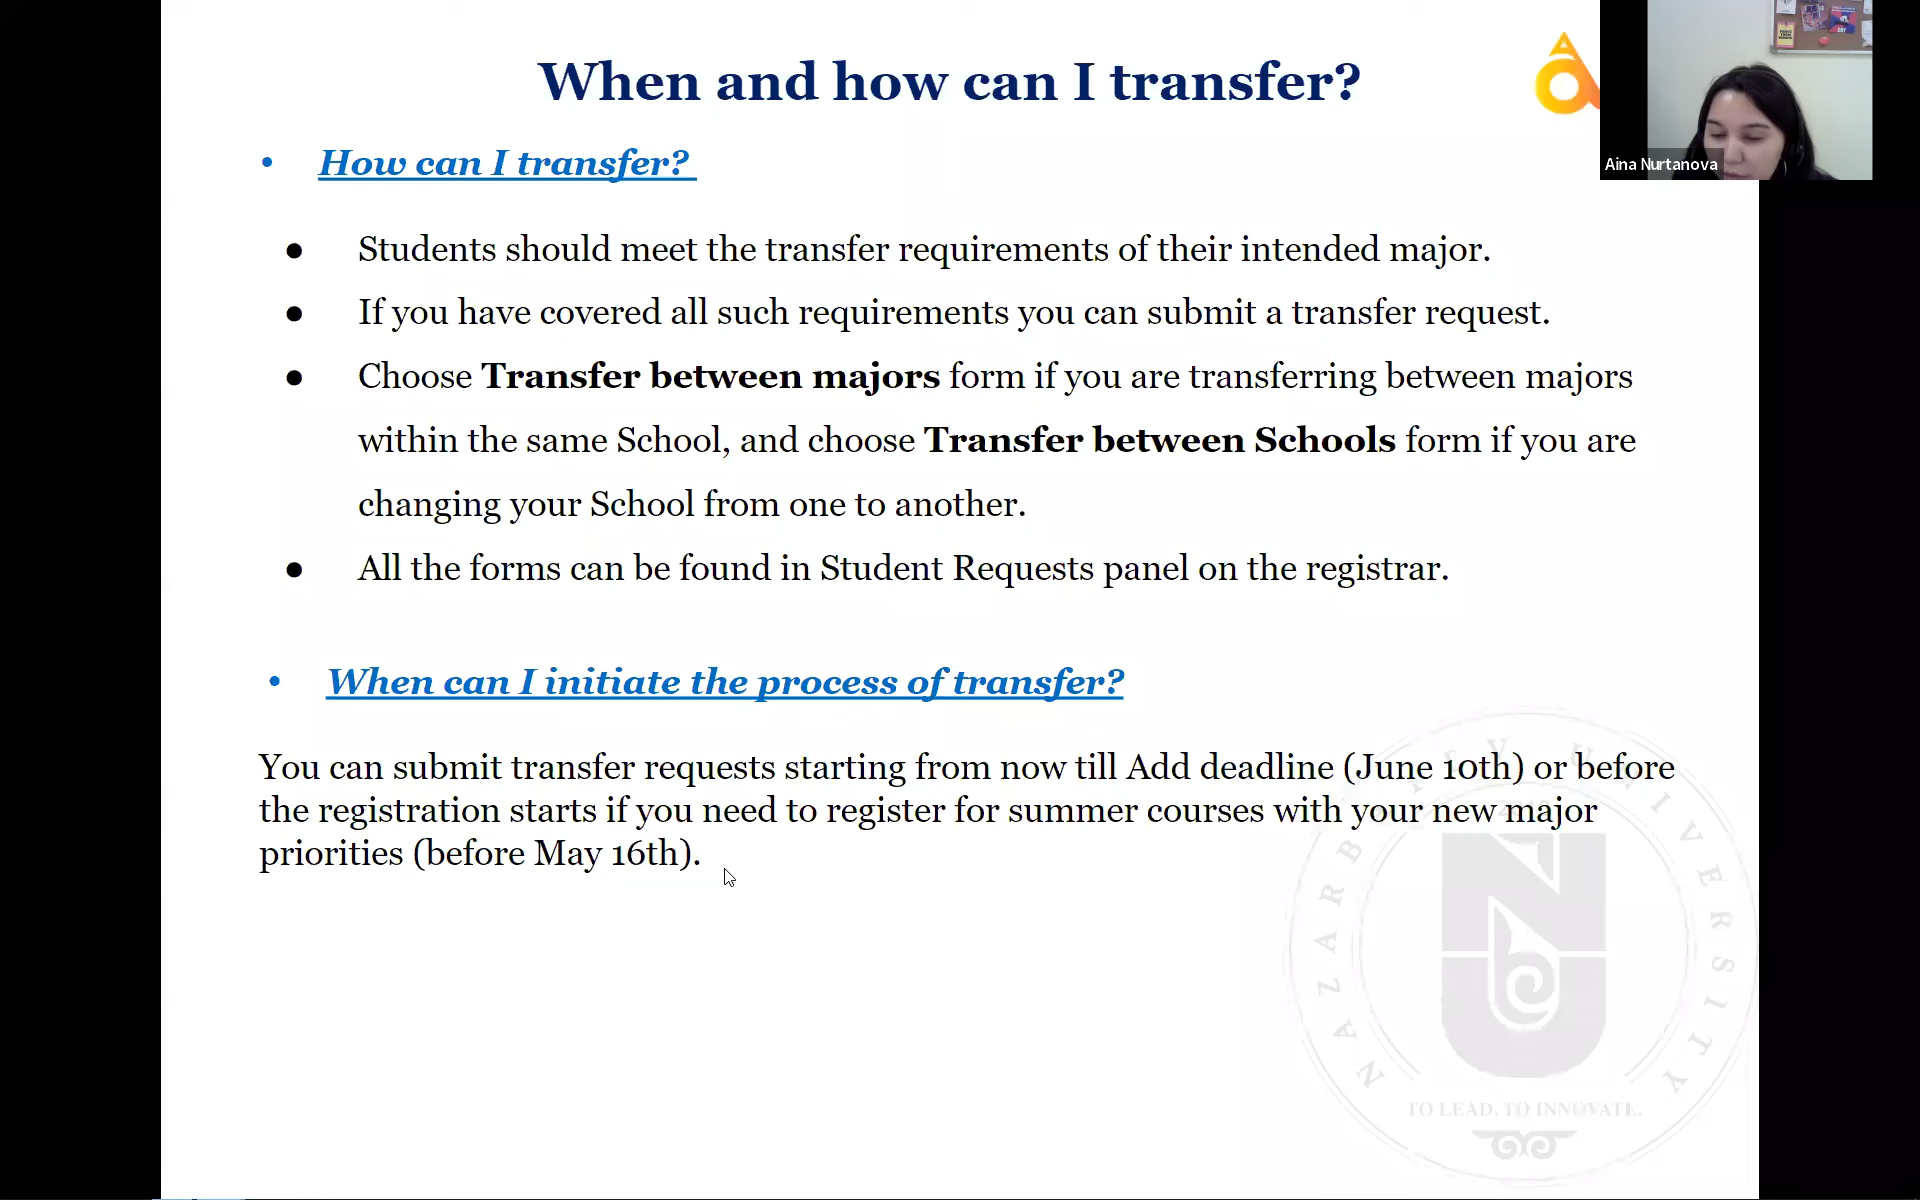 When and how can I transfer?
Aina Nurtanova
• How can I transfer?
● Students should meet the transfer requirements of their intended major.
● If you have covered all such requirements you can submit a transfer request.
● Choose Transfer between majors form if you are transferring between majors
within the same School, and choose Transfer between Schools form if you are
changing your School from one to another.
● All the forms can be found in Student Requests panel on the registrar.
• When can I initiate the process of transfer?
You can submit transfer requests starting from now till Add deadline (June 10th) or before
the registration starts if you need to register for summer courses with your new major
priorities (before May 16th).
NAZARBAYEV UNIVERSITY
TO LEAD. TO INNOVATE.